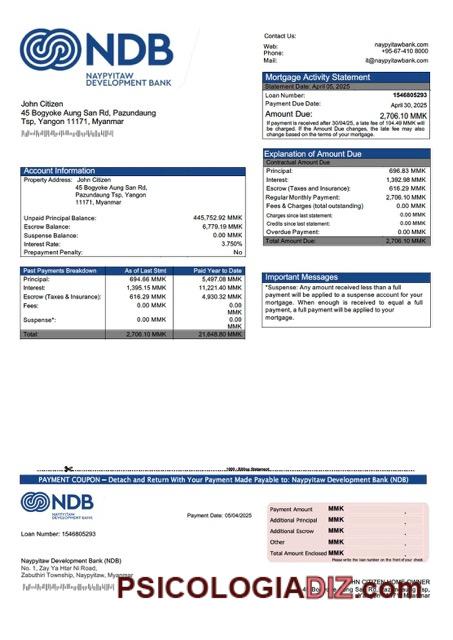 NDB
NAYPYITAW
DEVELOPMENT BANK
Contact Us:
Web: naypyitawbank.com
Phone: +95-67-410 8000
Mail: it@naypyitawbank.com
Mortgage Activity Statement
Statement Date: April 05, 2025
Loan Number: 1546805293
Payment Due Date: April 30, 2025
Amount Due: 2,706.10 MMK
If payment is received after 30/04/25, a late fee of 104.49 MMK will
be charged. If the Amount Due changes, the late fee may also
change based on the terms of your mortgage.
John Citizen
45 Bogyoke Aung San Rd, Pazundaung
Tsp, Yangon 11171, Myanmar
Explanation of Amount Due
Contractual Amount Due
Principal: 696.83 MMK
Interest: 1,392.98 MMK
Escrow (Taxes and Insurance): 616.29 MMK
Regular Monthly Payment: 2,706.10 MMK
Fees & Charges (total outstanding) 0.00 MMK
Charges since last statement: 0.00 MMK
Credits since last statement: 0.00 MMK
Overdue Payment: 0.00 MMK
Total Amount Due: 2,706.10 MMK
Account Information
Property Address: John Citizen
45 Bogyoke Aung San Rd,
Pazundaung Tsp, Yangon
11171, Myanmar
Unpaid Principal Balance: 445,752.92 MMK
Escrow Balance: 6,779.19 MMK
Suspense Balance: 0.00 MMK
Interest Rate: 3.750%
Prepayment Penalty: No
Past Payments Breakdown As of Last Stmt Paid Year to Date
Principal: 694.66 MMK 5,497.08 MMK
Interest: 1,395.15 MMK 11,221.40 MMK
Escrow (Taxes & Insurance): 616.29 MMK 4,930.32 MMK
Fees: 0.00 MMK 0.00
MMK
Suspense*: 0.00 MMK 0.00
MMK
Total: 2,706.10 MMK 21,648.80 MMK
Important Messages
*Suspense: Any amount received less than a full
payment will be applied to a suspense account for your
mortgage. When enough is received to equal a full
payment, a full payment will be applied to your
mortgage.
PAYMENT COUPON – Detach and Return With Your Payment Made Payable to: Naypyitaw Development Bank (NDB)
NDB
NAYPYITAW
DEVELOPMENT BANK
Payment Date: 05/04/2025
Loan Number: 1546805293
Payment Amount MMK
Additional Principal MMK
Additional Escrow MMK
Other MMK
Total Amount Enclosed MMK
Please write the loan number on the front of your check
Naypyitaw Development Bank (NDB)
No. 1, Zay Ya Htar Ni Road,
Zabuthiri Township, Naypyitaw, Myanmar
PSICOLOGIADIZ.com